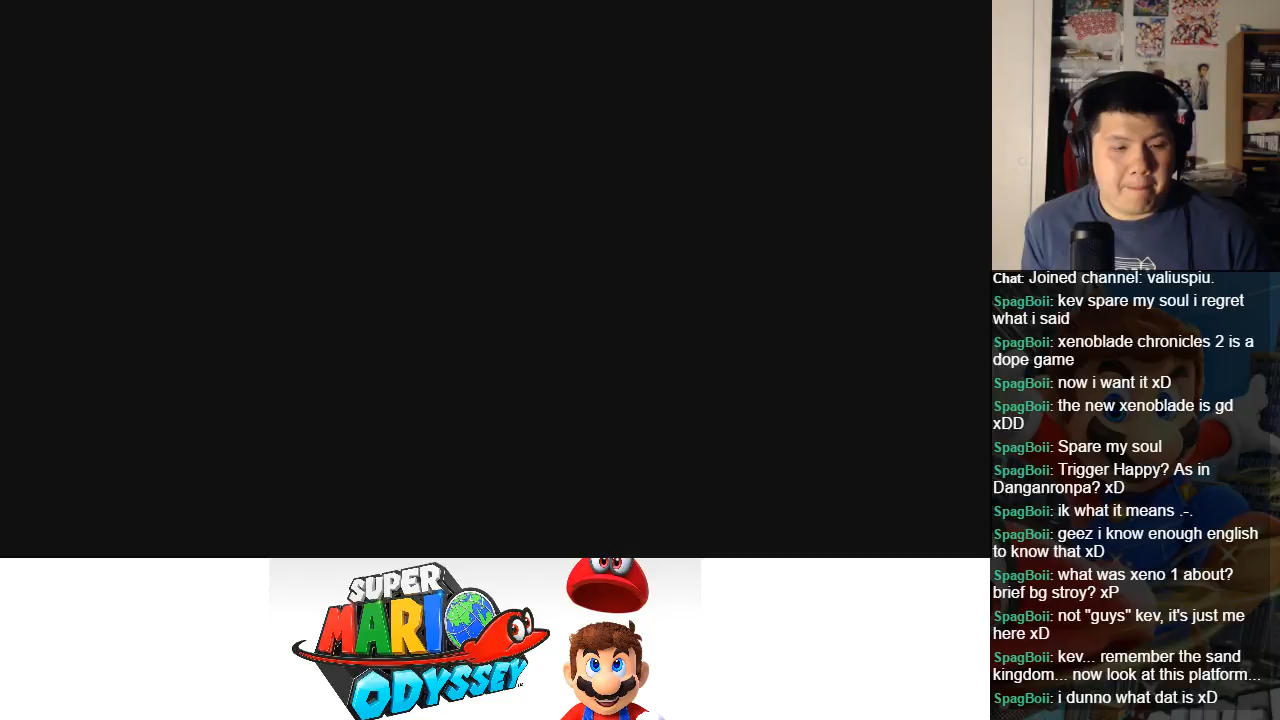 Chat: Joined channel: valiuspiu.
SpagBoii: kev spare my soul i regret
what i said
SpagBoii: xenoblade chronicles 2 is a
dope game
SpagBoii: now i want it xD
SpagBoii: the new xenoblade is gd
xDD
SpagBoii: Spare my soul
SpagBoii: Trigger Happy? As in
Danganronpa? xD
SpagBoii: ik what it means .-.
SpagBoii: geez i know enough english
to know that xD
SpagBoii: what was xeno 1 about?
brief bg stroy? xP
SpagBoii: not "guys" kev, it's just me
here xD
SpagBoii: kev... remember the sand
kingdom... now look at this platform...
SpagBoii: i dunno what dat is xD
SUPER
MARIO
ODYSSEY